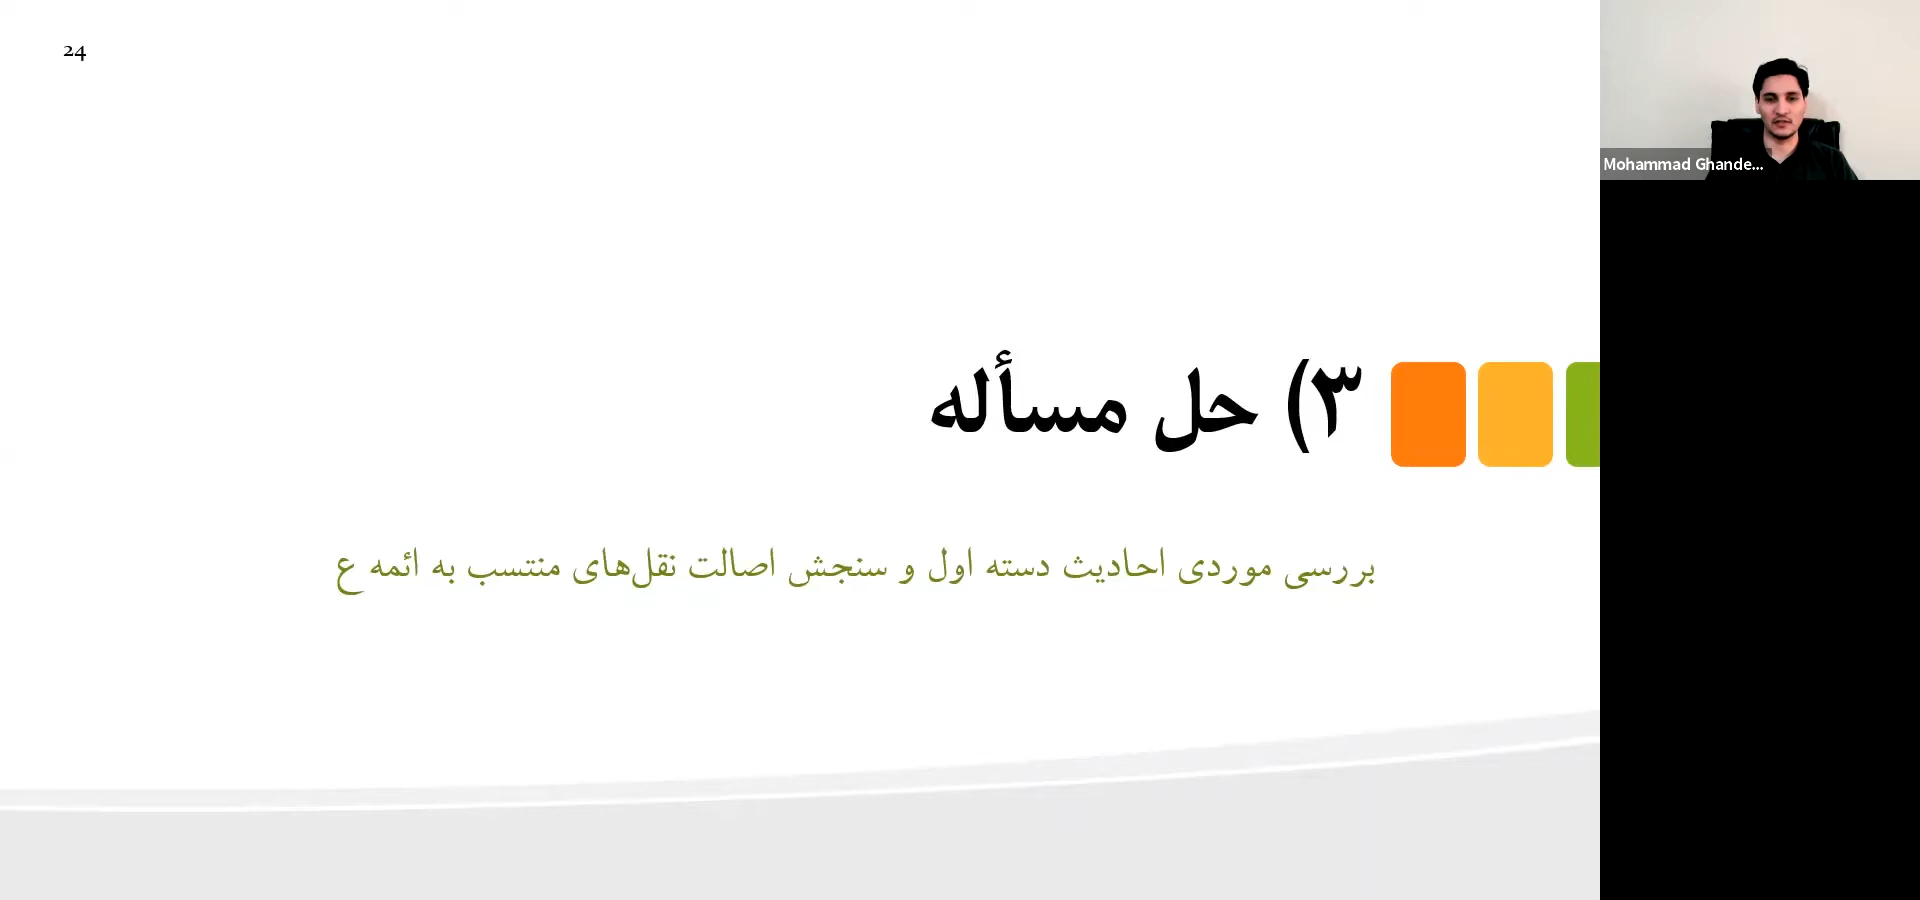 24
Mohammad Ghande...
۳) حل مسأله
بررسی موردی احادیث دسته اول و سنجش اصالت نقل‌های منتسب به ائمه ع